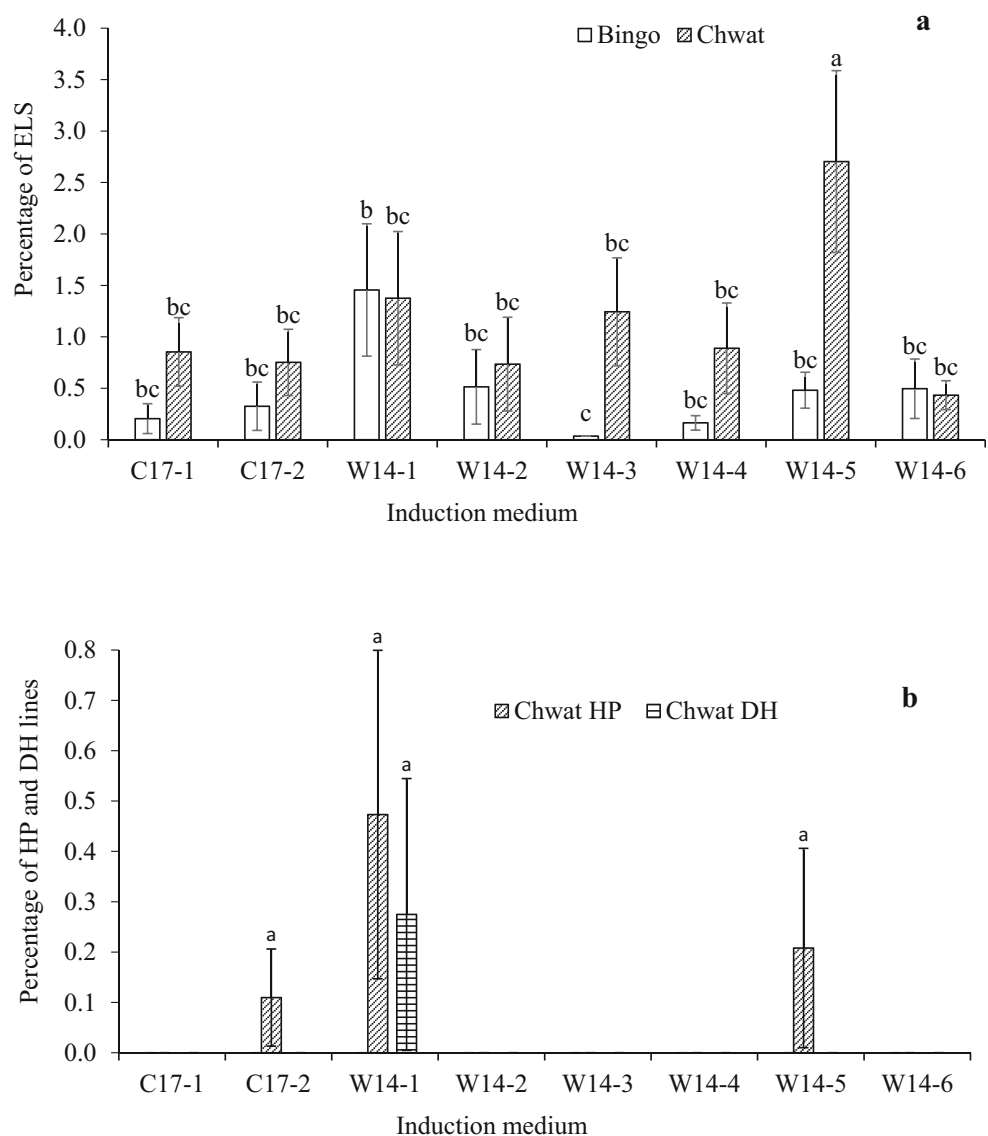 a
4.0
Bingo Chwat
3.5
a
3.0
2.5
b bc
2.0
bc
1.5
bc
bc
bc
1.0
bc
bc
bc
bc
bc
0.5
bc
bc
c
0.0
Percentage of ELS
C17-1 C17-2 W14-1 W14-2 W14-3 W14-4 W14-5 W14-6
Induction medium
b
0.8
a
Chwat HP Chwat DH
0.7
0.6
a
0.5
0.4
a
0.3
0.2
a
0.1
0.0
Percentage of HP and DH lines
C17-1 C17-2 W14-1 W14-2 W14-3 W14-4 W14-5 W14-6
Induction medium